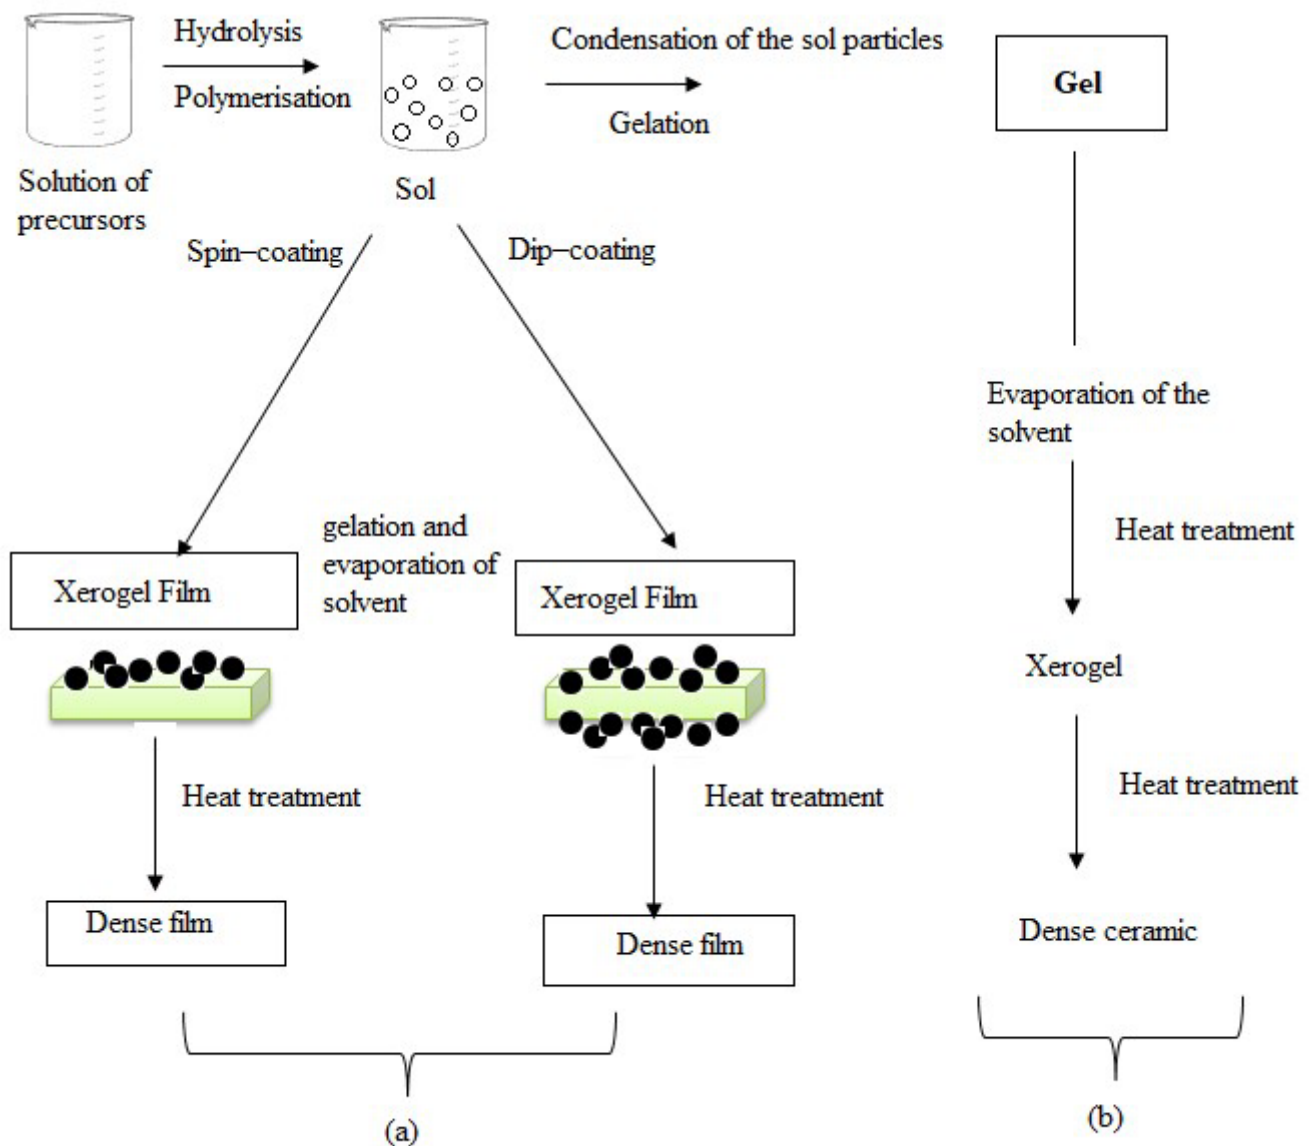 Hydrolysis
Polymerisation
Condensation of the sol particles
Gelation
Gel
Solution of
precursors
Sol
Spin–coating
Dip–coating
Evaporation of the
solvent
Heat treatment
gelation and
evaporation of
solvent
Xerogel Film
Xerogel Film
Xerogel
Heat treatment
Heat treatment
Heat treatment
Dense film
Dense film
Dense ceramic
(a)
(b)